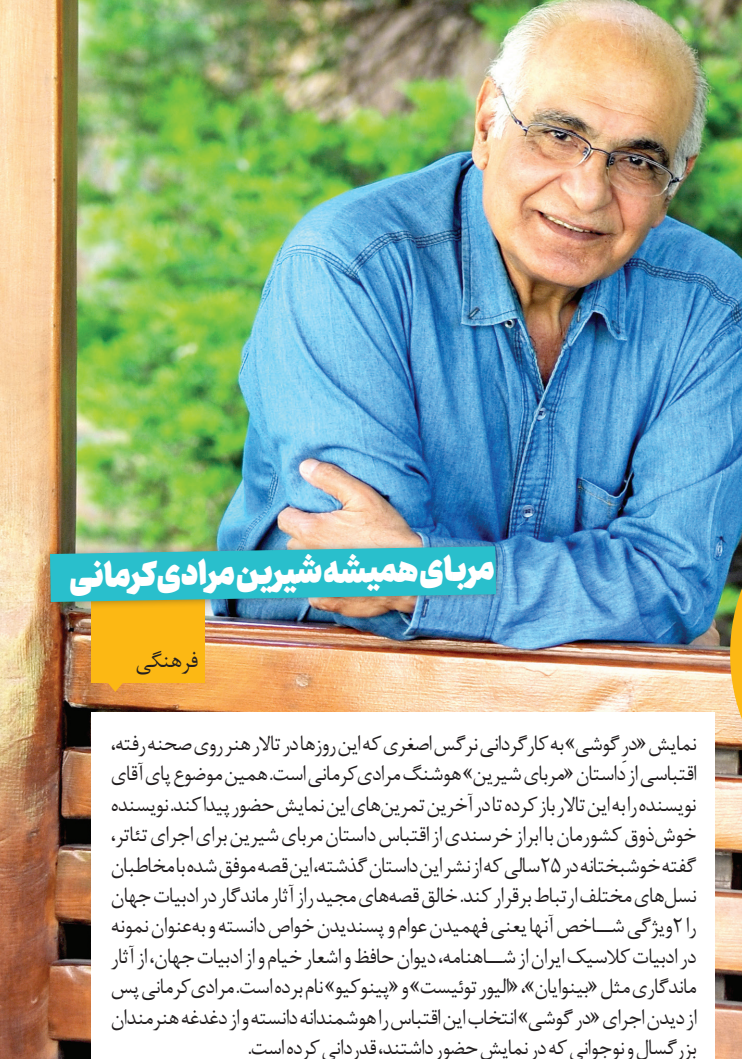 مربای همیشه شیرین مرادی‌کرمانی
فرهنگی
نمایش «درِ گوشی» به کارگردانی نرگس اصغری که این روزها در تالار هنر روی صحنه رفته،
اقتباسی از داستان «مربای شیرین» هوشنگ مرادی‌کرمانی است. همین موضوع پای آقای
نویسنده را به این تالار باز کرده تا در آخرین تمرین‌های این نمایش حضور پیدا کند. نویسنده
خوش‌ذوق کشورمان با ابراز خرسندی از اقتباس داستان مربای شیرین برای اجرای تئاتر،
گفته خوشبختانه در ۲۵سالی که از نشر این داستان گذشته، این قصه موفق شده با مخاطبان
نسل‌های مختلف ارتباط برقرار کند. خالق قصه‌های مجید راز آثار ماندگار در ادبیات جهان
را ۲ویژگی شاخص آنها یعنی فهمیدن عوام و پسندیدن خواص دانسته و به‌عنوان نمونه
در ادبیات کلاسیک ایران از شاهنامه، دیوان حافظ و اشعار خیام و از ادبیات جهان، از آثار
ماندگاری مثل «بینوایان»، «الیور توئیست» و «پینوکیو» نام برده است. مرادی‌کرمانی پس
از دیدن اجرای «در گوشی» انتخاب این اقتباس را هوشمندانه دانسته و از دغدغه هنرمندان
بزرگسال و نوجوانی که در نمایش حضور داشتند، قدردانی کرده است.